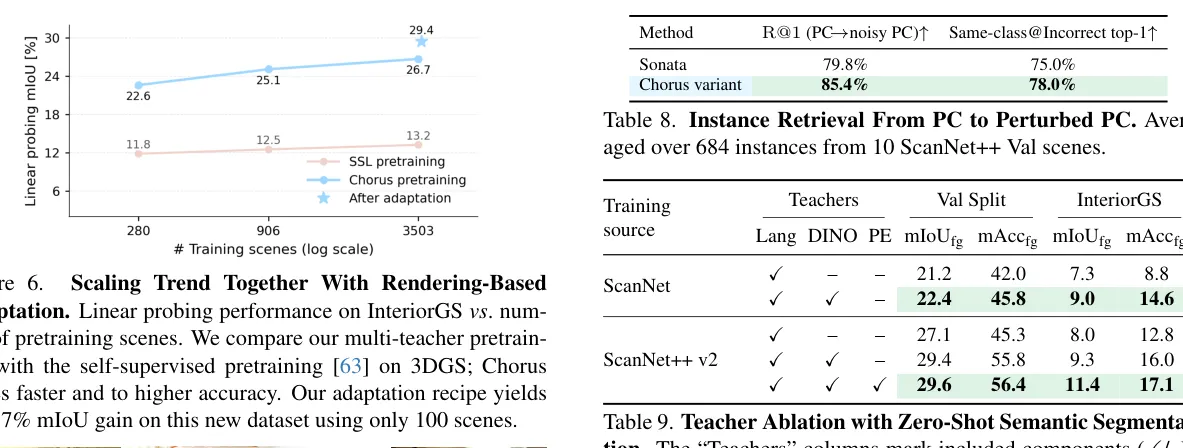 30
24
18
12
6
Linear probing mIoU [%]
29.4
22.6
25.1
26.7
11.8
12.5
13.2
SSL pretraining
Chorus pretraining
After adaptation
280
906
3503
# Training scenes (log scale)
6. Scaling Trend Together With Rendering-Based
Linear probing performance on InteriorGS vs. num-
of pretraining scenes. We compare our multi-teacher pretrain-
with the self-supervised pretraining [63] on 3DGS; Chorus
faster and to higher accuracy. Our adaptation recipe yields
7% mIoU gain on this new dataset using only 100 scenes.
Method R@1 (PC→noisy PC)↑ Same-class@Incorrect top-1↑
Sonata 79.8% 75.0%
Chorus variant 85.4% 78.0%
Table 8. Instance Retrieval From PC to Perturbed PC. Aver-
aged over 684 instances from 10 ScanNet++ Val scenes.
Training source Teachers Val Split InteriorGS
Lang DINO PE mIoUfg mAccfg mIoUfg mAccfg
ScanNet ✓ – – 21.2 42.0 7.3 8.8
✓ ✓ – 22.4 45.8 9.0 14.6
ScanNet++ v2 ✓ – – 27.1 45.3 8.0 12.8
✓ ✓ – 29.4 55.8 9.3 16.0
✓ ✓ ✓ 29.6 56.4 11.4 17.1
Table 9. Teacher Ablation with Zero-Shot Semantic Segmenta-
tion. The “Teachers” columns mark included components